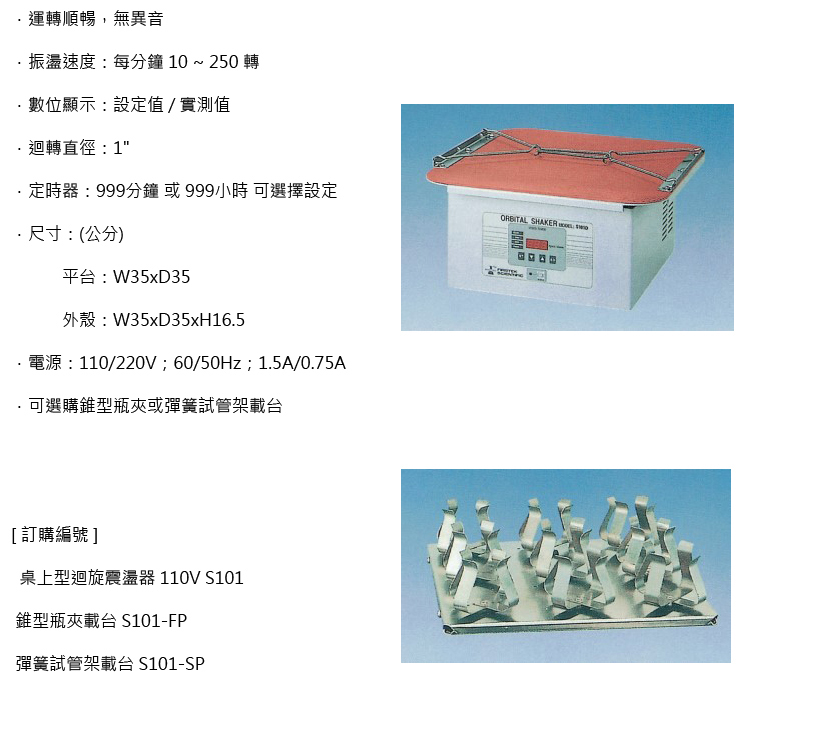 ．運轉順暢，無異音
．振盪速度：每分鐘 10 ~ 250 轉
．數位顯示：設定值 / 實測值
．迴轉直徑：1"
．定時器：999分鐘 或 999小時 可選擇設定
．尺寸：(公分)
平台：W35xD35
外殼：W35xD35xH16.5
．電源：110/220V；60/50Hz；1.5A/0.75A
．可選購錐型瓶夾或彈簧試管架載台
ORBITAL SHAKER
FIRSTEK
SCIENTIFIC
[ 訂購編號 ]
桌上型迴旋震盪器 110V S101
錐型瓶夾載台 S101-FP
彈簧試管架載台 S101-SP